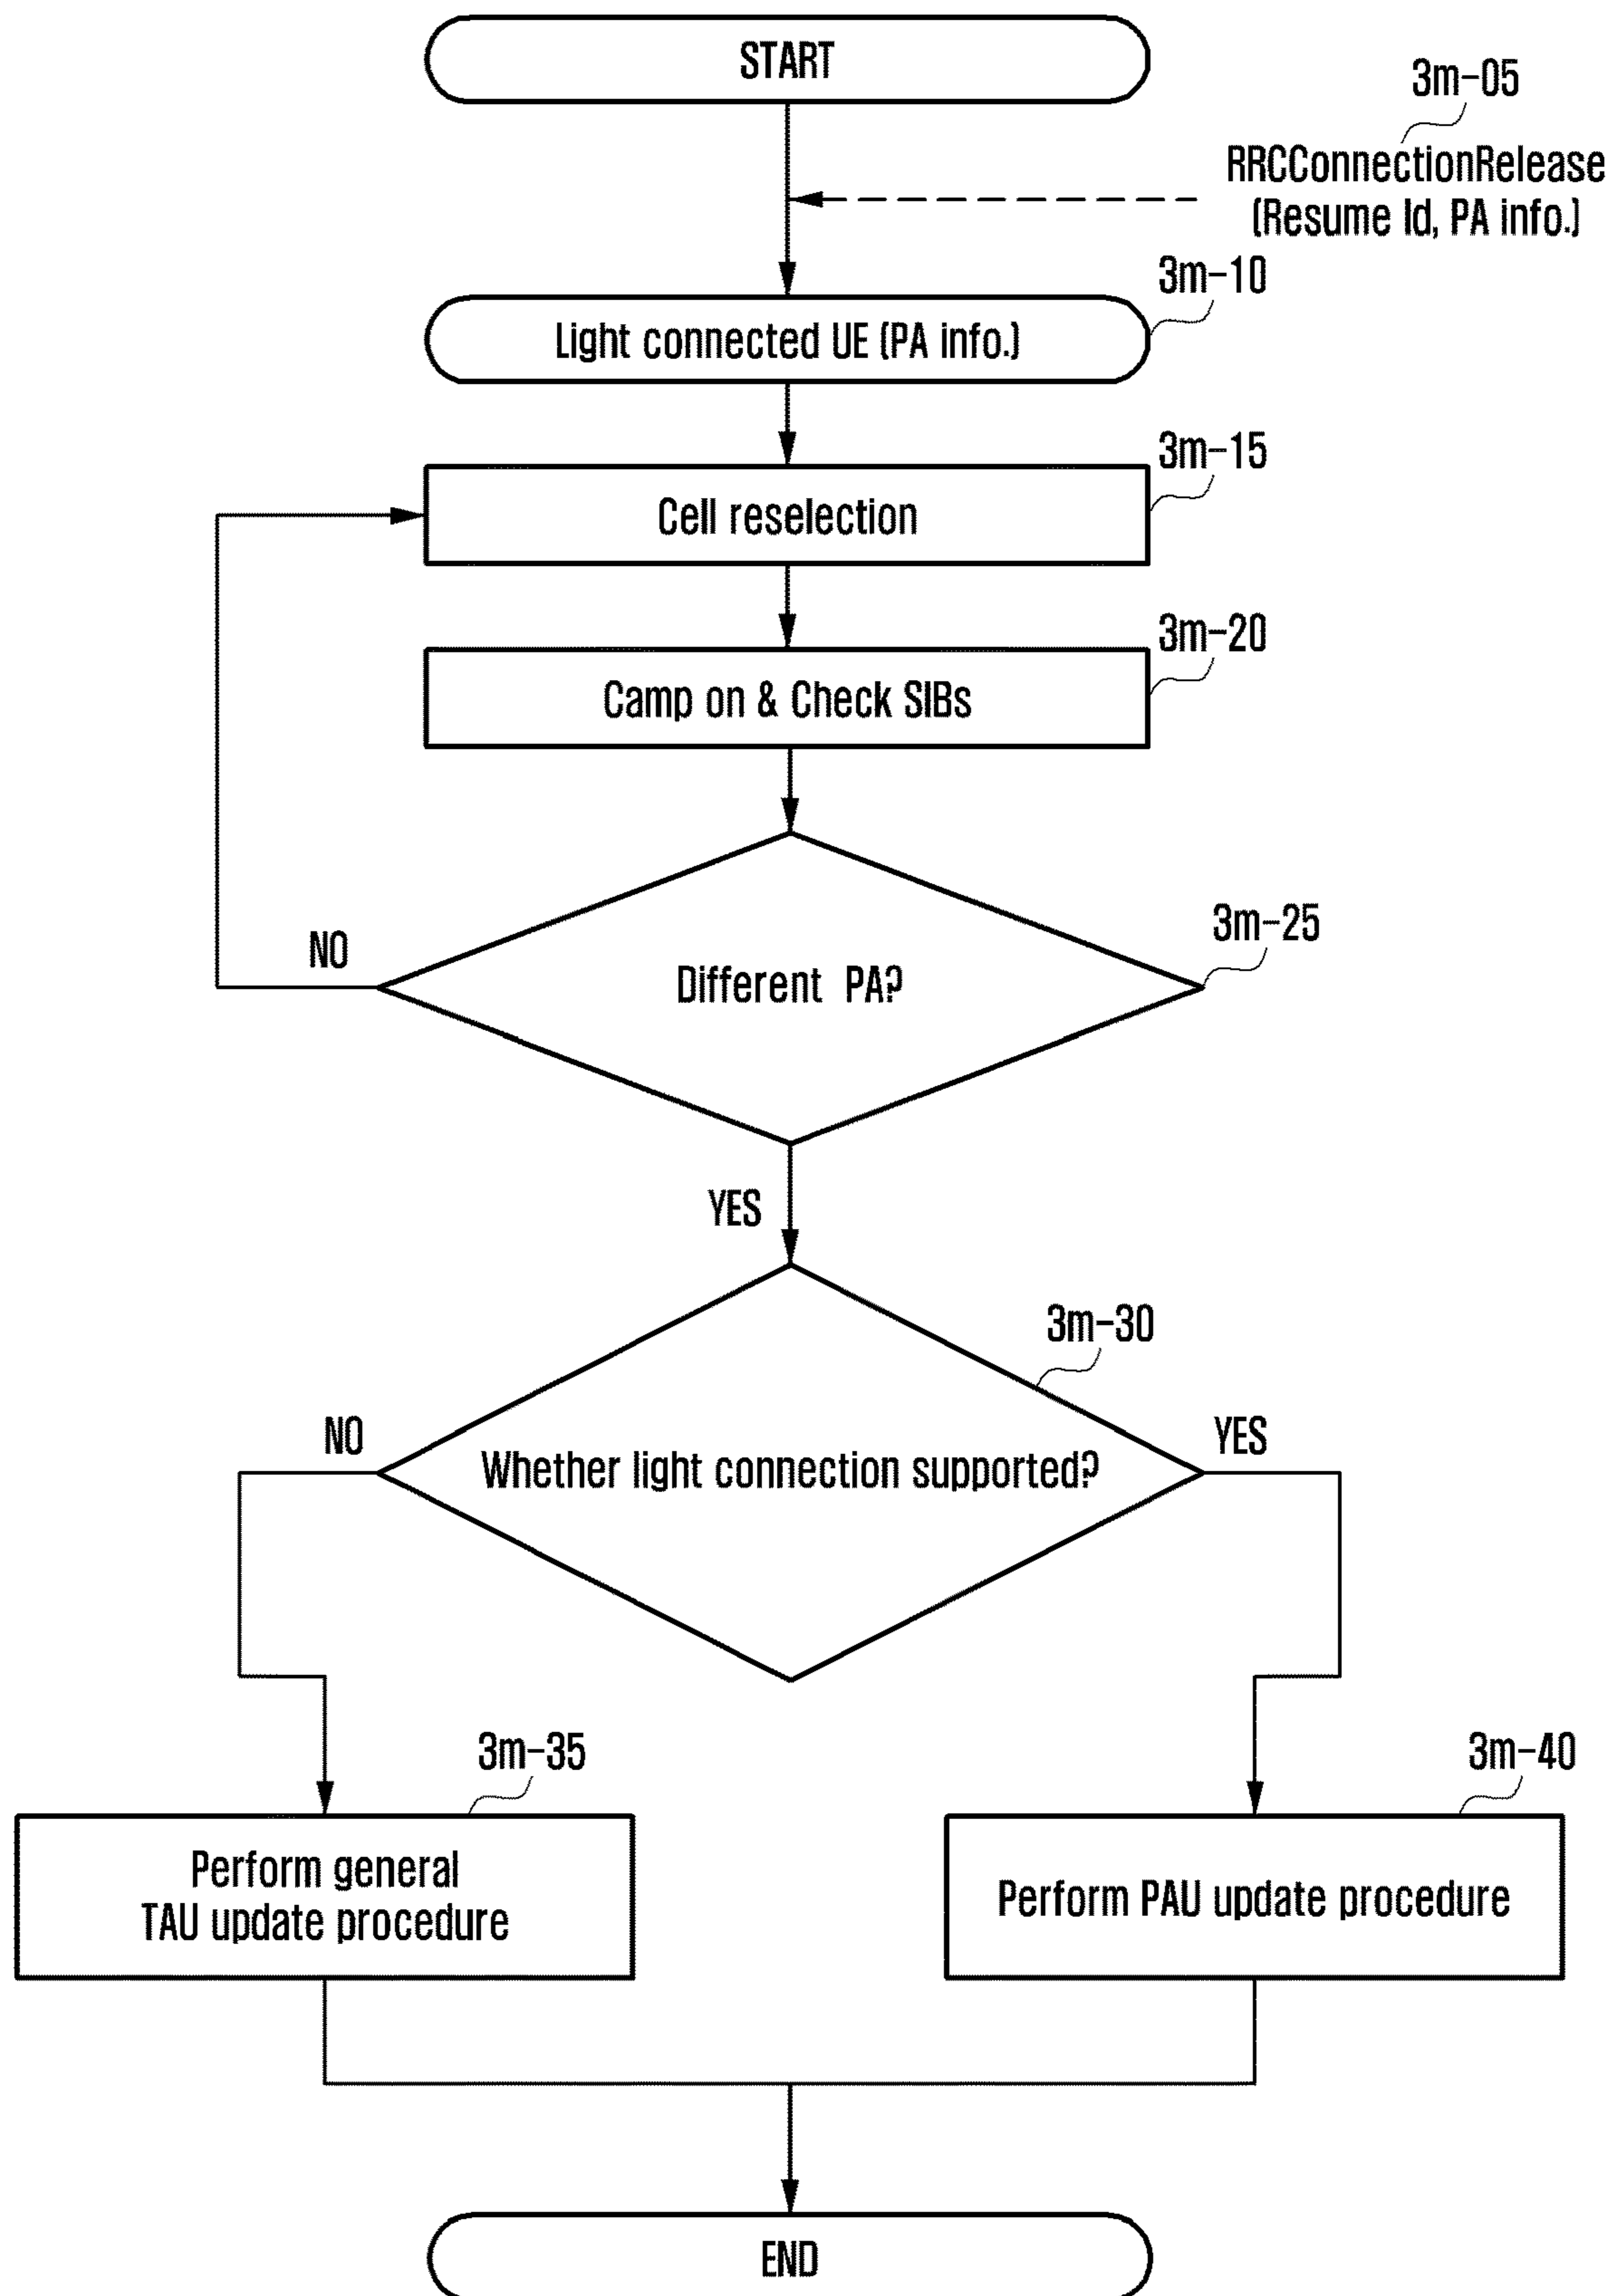 START
3m-05
RRCConnectionRelease
(Resume Id, PA info.)
3m-10
Light connected UE (PA info.)
3m-15
Cell reselection
3m-20
Camp on & Check SIBs
3m-25
NO
Different PA?
YES
3m-30
NO
YES
Whether light connection supported?
3m-35
3m-40
Perform general
TAU update procedure
Perform PAU update procedure
END